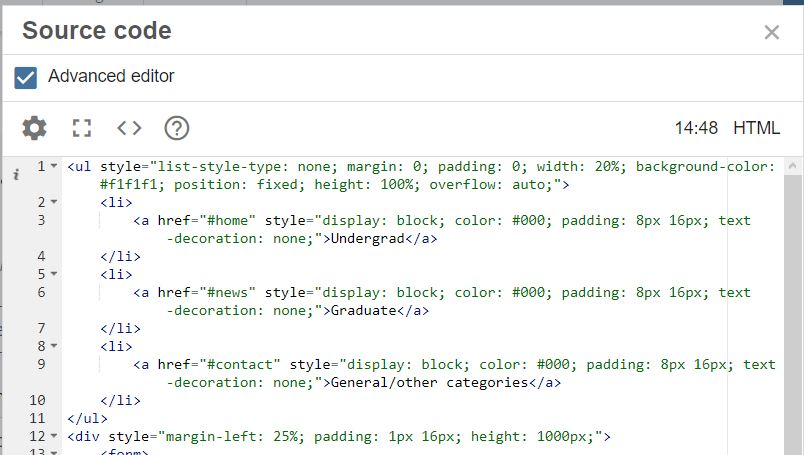 Source code
Advanced editor
14:48 HTML
1 <ul style="list-style-type: none; margin: 0; padding: 0; width: 20%; background-color:
#f1f1f1; position: fixed; height: 100%; overflow: auto;">
2 <li>
3 <a href="#home" style="display: block; color: #000; padding: 8px 16px; text
-decoration: none;">Undergrad</a>
4 </li>
5 <li>
6 <a href="#news" style="display: block; color: #000; padding: 8px 16px; text
-decoration: none;">Graduate</a>
7 </li>
8 <li>
9 <a href="#contact" style="display: block; color: #000; padding: 8px 16px; text
-decoration: none;">General/other categories</a>
10 </li>
11 </ul>
12 <div style="margin-left: 25%; padding: 1px 16px; height: 1000px;">
13 <form>